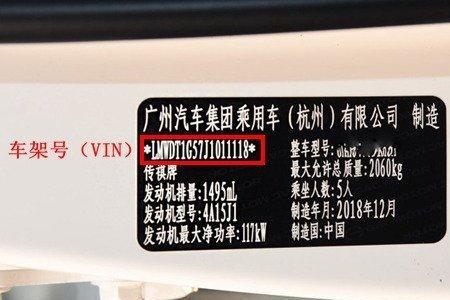 广州汽车集团乘用车（杭州）有限公司 制造
车架号（VIN）
*LMWDT1G57J1011118*
整车型号:
传祺牌
最大允许总质量:2060kg
发动机排量:1495mL
乘坐人数:5人
发动机型号:4A15J1
制造年月:2018年12月
发动机最大净功率:117kW
制造国:中国